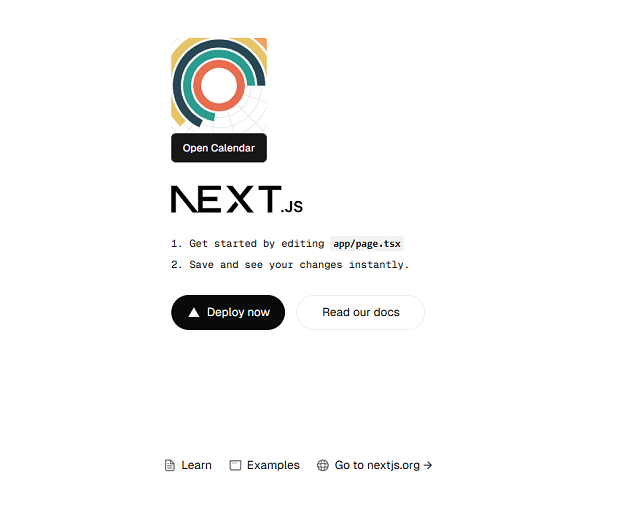 Open Calendar
NEXT.JS
1. Get started by editing app/page.tsx
2. Save and see your changes instantly.
Deploy now
Read our docs
Learn
Examples
Go to nextjs.org →